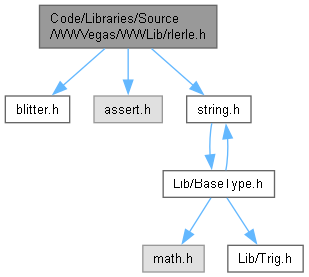 Code/Libraries/Source
/WWVegas/WWLib/rlerle.h
blitter.h
assert.h
string.h
Lib/BaseType.h
math.h
Lib/Trig.h